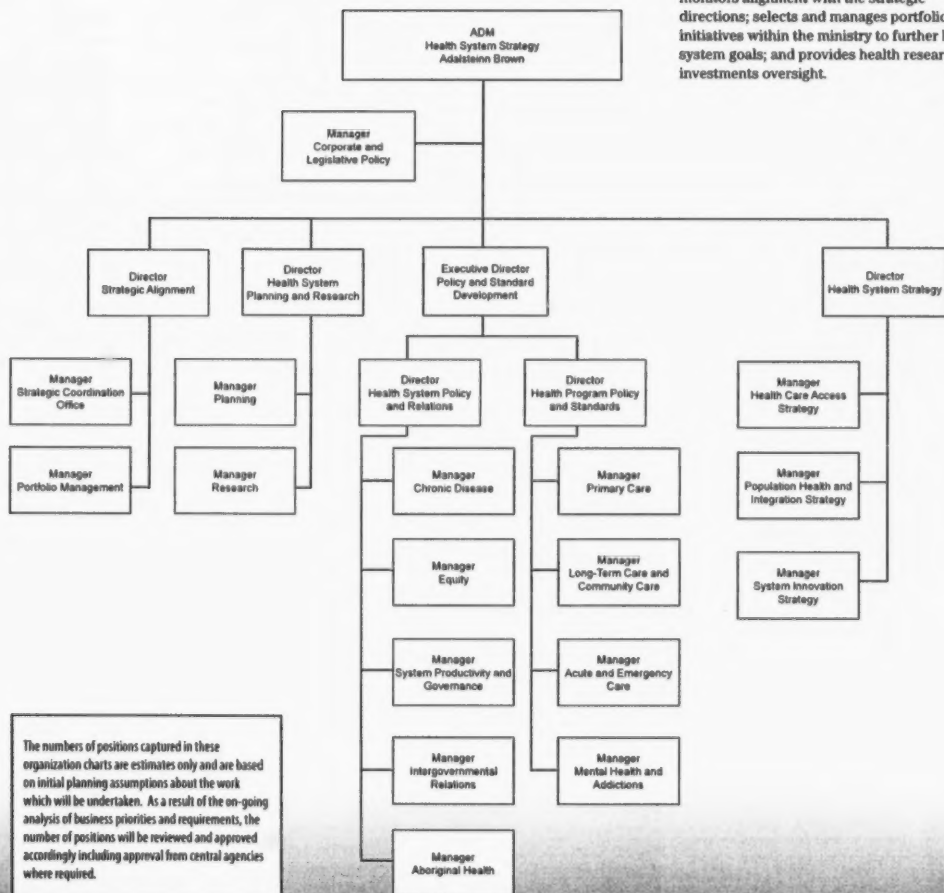 monitors alignment with the strategic
directions; selects and manages portfolio
initiatives within the ministry to further
system goals; and provides health
investments oversight.
ADM
Health System Strategy
Adalsteinn Brown
Manager
Corporate and
Legislative Policy
Director
Strategic Alignment
Director
Health System
Planning and Research
Executive Director
Policy and Standard
Development
Director
Health System Strategy
Manager
Strategic Coordination
Office
Manager
Portfolio Management
Manager
Planning
Manager
Research
Director
Health System Policy
and Relations
Director
Health Program Policy
and Standards
Manager
Chronic Disease
Manager
Equity
Manager
System Productivity and
Governance
Manager
Intergovernmental
Relations
Manager
Aboriginal Health
Manager
Primary Care
Manager
Long-Term Care and
Community Care
Manager
Acute and Emergency
Care
Manager
Mental Health and
Addictions
Manager
Health Care Access
Strategy
Manager
Population Health and
Integration Strategy
Manager
System Innovation
Strategy
The numbers of positions captured in these
organization charts are estimates only and are based
on initial planning assumptions about the work
which will be undertaken. As a result of the on-going
analysis of business priorities and requirements, the
number of positions will be reviewed and approved
accordingly including approval from central agencies
where required.